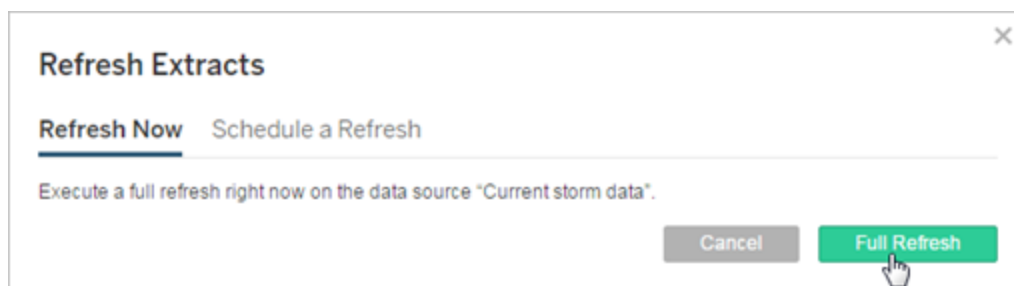 Refresh Extracts
Refresh Now Schedule a Refresh
Execute a full refresh right now on the data source "Current storm data".
Cancel Full Refresh